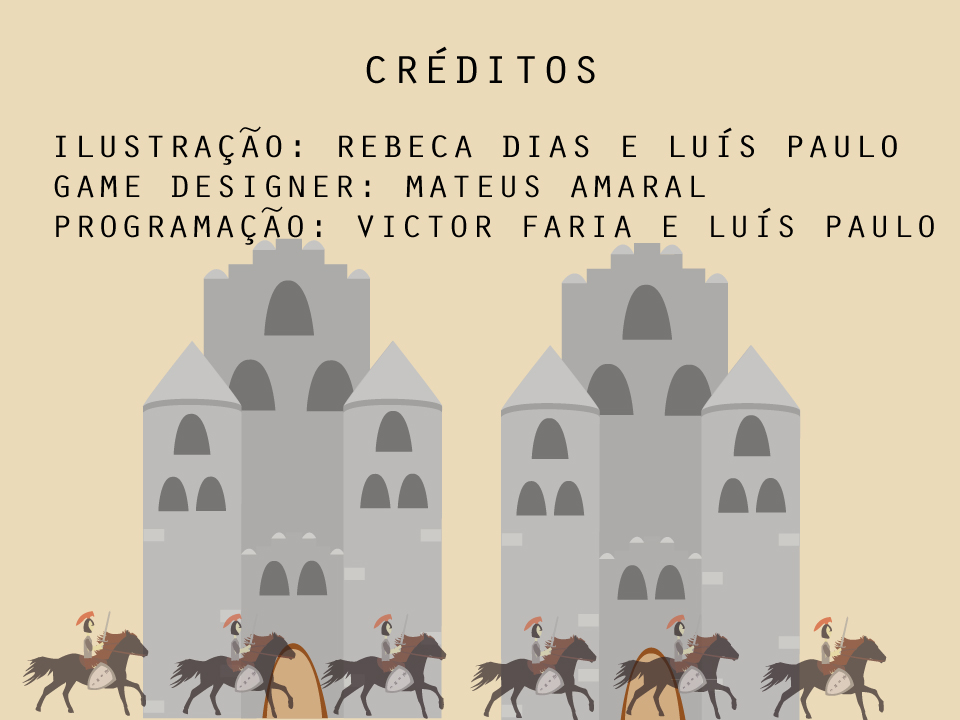 CRÉDITOS
ILUSTRAÇÃO: REBECA DIAS E LUÍS PAULO
GAME DESIGNER: MATEUS AMARAL
PROGRAMAÇÃO: VICTOR FARIA E LUÍS PAULO